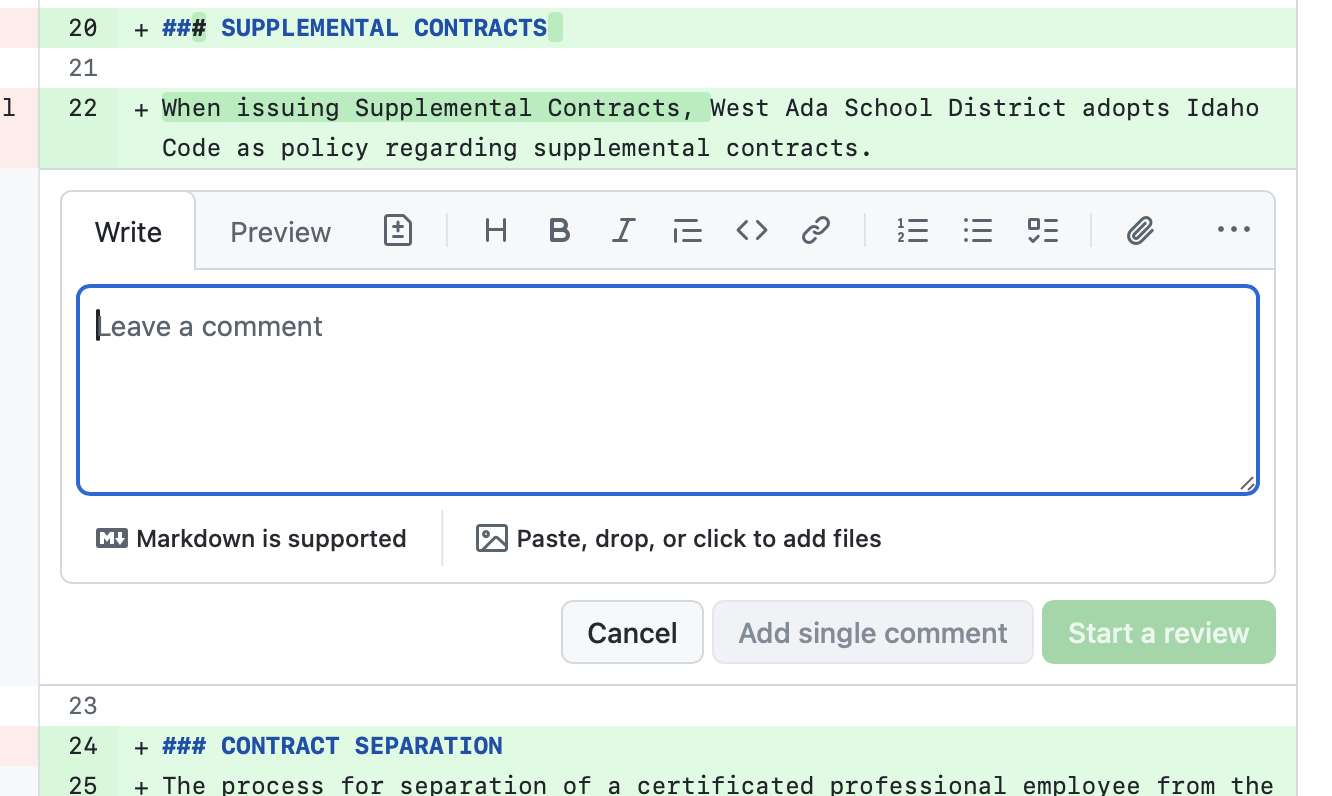 20 + ### SUPPLEMENTAL CONTRACTS
21
l 22 + When issuing Supplemental Contracts, West Ada School District adopts Idaho
Code as policy regarding supplemental contracts.
Write Preview H B I
Leave a comment
Markdown is supported Paste, drop, or click to add files
Cancel Add single comment Start a review
23
24 + ### CONTRACT SEPARATION
25 + The process for separation of a certificated professional employee from the